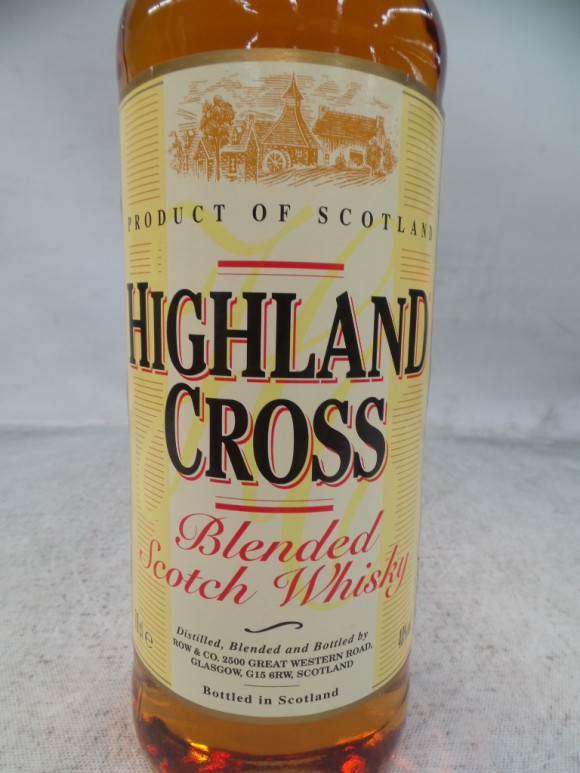 PRODUCT OF SCOTLAND
HIGHLAND
CROSS
Blended
Scotch Whisky
Distilled, Blended and Bottled by
ROW & CO. 2500 GREAT WESTERN ROAD,
GLASGOW, G15 6RW, SCOTLAND
Bottled in Scotland